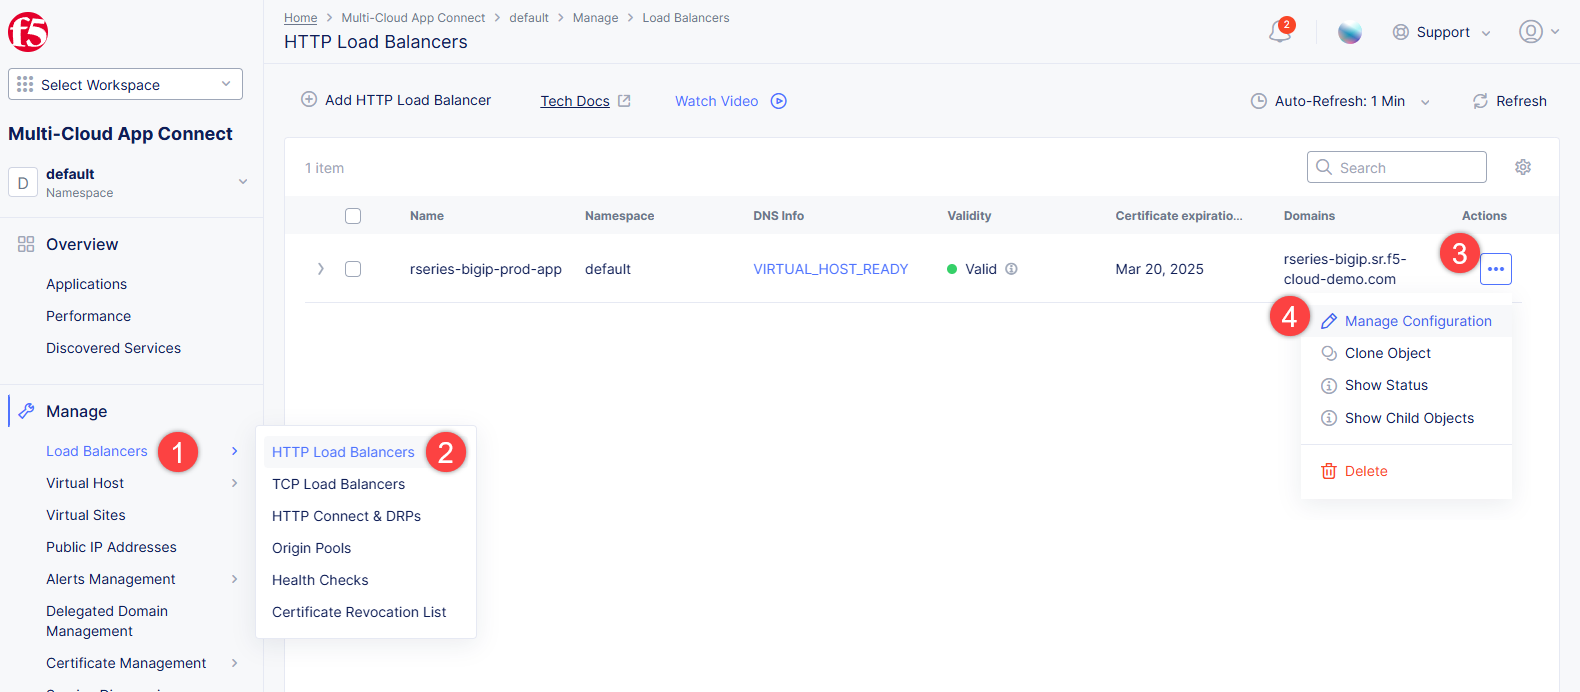 f5
Home > Multi-Cloud App Connect > default > Manage > Load Balancers
HTTP Load Balancers
2
Support
Select Workspace
Multi-Cloud App Connect
D
default
Namespace
Overview
Applications
Performance
Discovered Services
Manage
Load Balancers
1
Virtual Host
Virtual Sites
Public IP Addresses
Alerts Management
Delegated Domain
Management
Certificate Management
HTTP Load Balancers
2
TCP Load Balancers
HTTP Connect & DRPs
Origin Pools
Health Checks
Certificate Revocation List
Add HTTP Load Balancer
Tech Docs
Watch Video
Auto-Refresh: 1 Min
Refresh
1 item
Search
Name Namespace DNS Info Validity Certificate expiratio... Domains Actions
rseries-bigip-prod-app default VIRTUAL_HOST_READY Valid Mar 20, 2025
rseries-bigip.sr.f5-
cloud-demo.com
3
4
Manage Configuration
Clone Object
Show Status
Show Child Objects
Delete